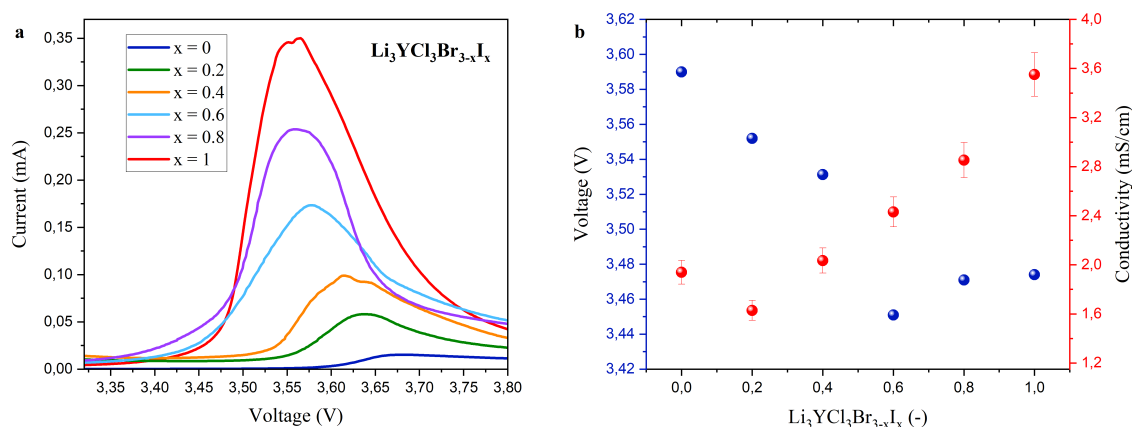 a
Li₃YCl₃Br₃₋ₓIₓ
x = 0
x = 0.2
x = 0.4
x = 0.6
x = 0.8
x = 1
Current (mA)
0,35
0,30
0,25
0,20
0,15
0,10
0,05
0,00
3,35 3,40 3,45 3,50 3,55 3,60 3,65 3,70 3,75 3,80
Voltage (V)
b
Voltage (V)
3,62
3,60
3,58
3,56
3,54
3,53
3,50
3,48
3,46
3,44
3,42
0,0 0,2 0,4 0,6 0,8 1,0
Li₃YCl₃Br₃₋ₓIₓ (-)
4,0
3,6
3,2
2,8
2,4
2,0
1,6
1,2
Conductivity (mS/cm)